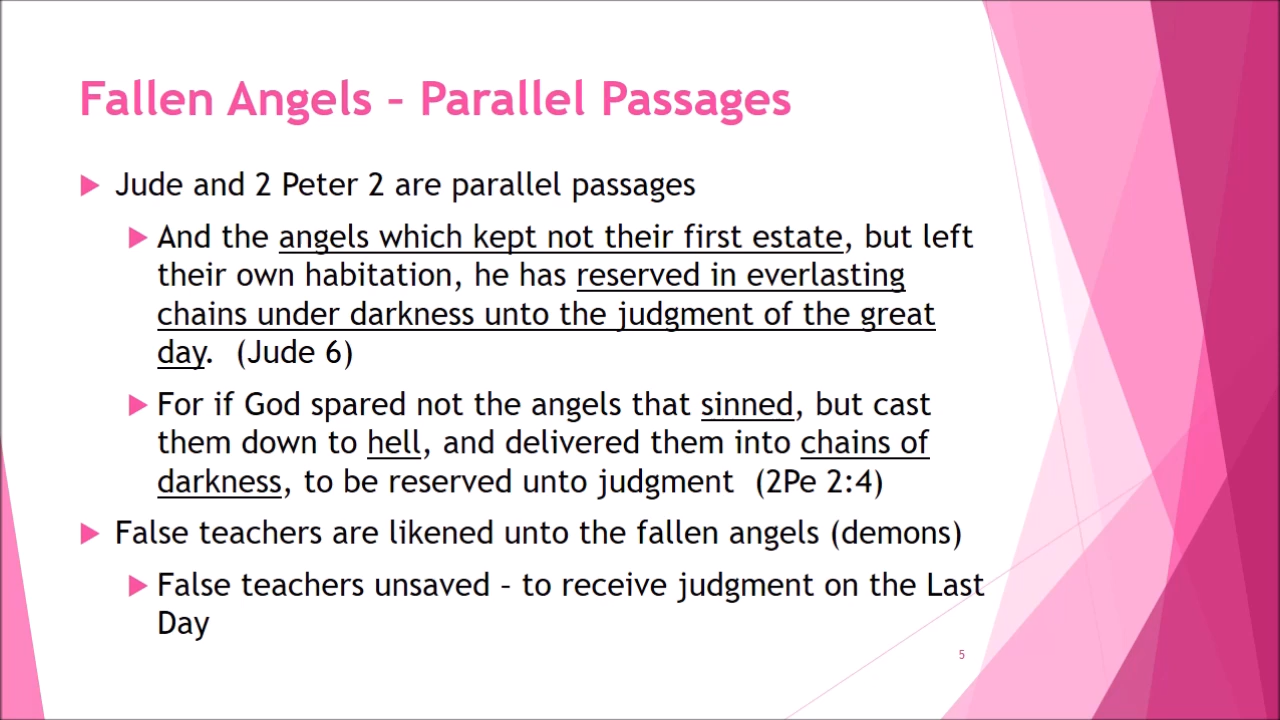 Fallen Angels – Parallel Passages
Jude and 2 Peter 2 are parallel passages
And the angels which kept not their first estate, but left
their own habitation, he has reserved in everlasting
chains under darkness unto the judgment of the great
day.  (Jude 6)
For if God spared not the angels that sinned, but cast
them down to hell, and delivered them into chains of
darkness, to be reserved unto judgment  (2Pe 2:4)
False teachers are likened unto the fallen angels (demons)
False teachers unsaved – to receive judgment on the Last
Day
5